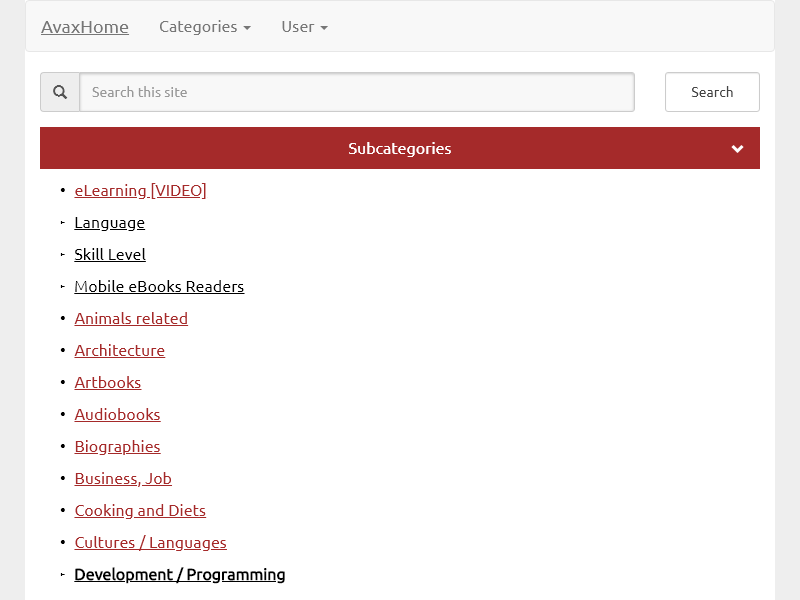 AvaxHome Categories User
Search this site Search
Subcategories
eLearning [VIDEO]
Language
Skill Level
Mobile eBooks Readers
Animals related
Architecture
Artbooks
Audiobooks
Biographies
Business, Job
Cooking and Diets
Cultures / Languages
Development / Programming